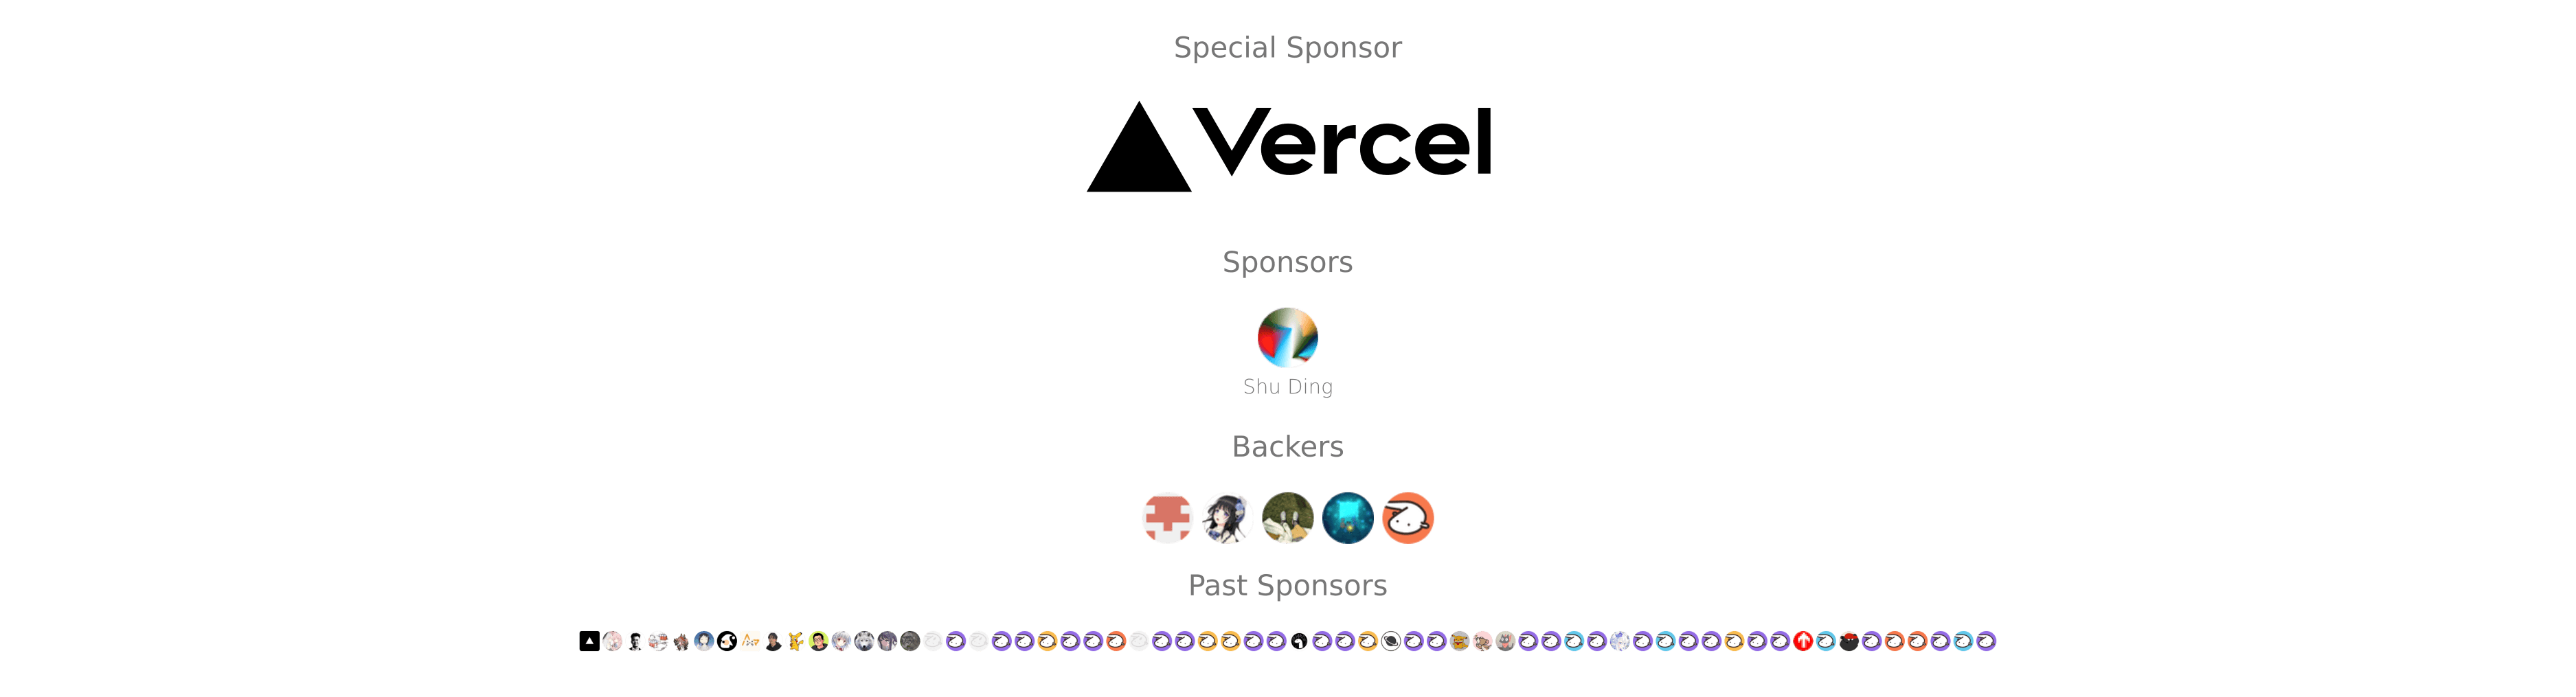 Special Sponsor
Vercel
Sponsors
Shu Ding
Backers
Past Sponsors